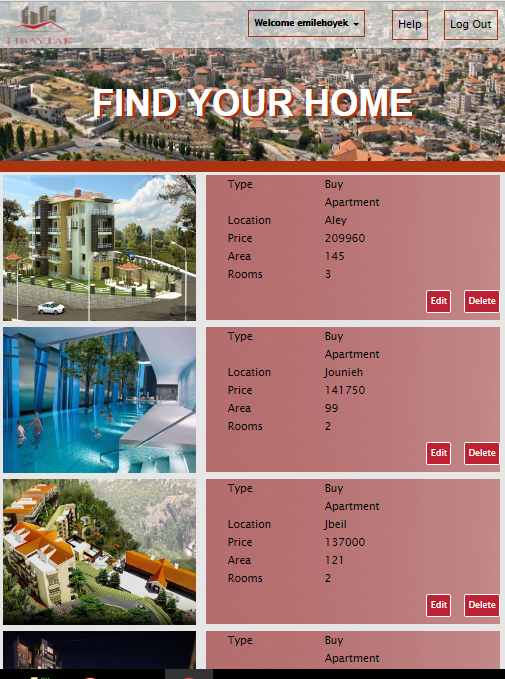 LIBAYTAK
Welcome emilehoyek
Help
Log Out
FIND YOUR HOME
Type Buy
Apartment
Location Aley
Price 209960
Area 145
Rooms 3
Edit Delete
Type Buy
Apartment
Location Jounieh
Price 141750
Area 99
Rooms 2
Edit Delete
Type Buy
Apartment
Location Jbeil
Price 137000
Area 121
Rooms 2
Edit Delete
Type Buy
Apartment